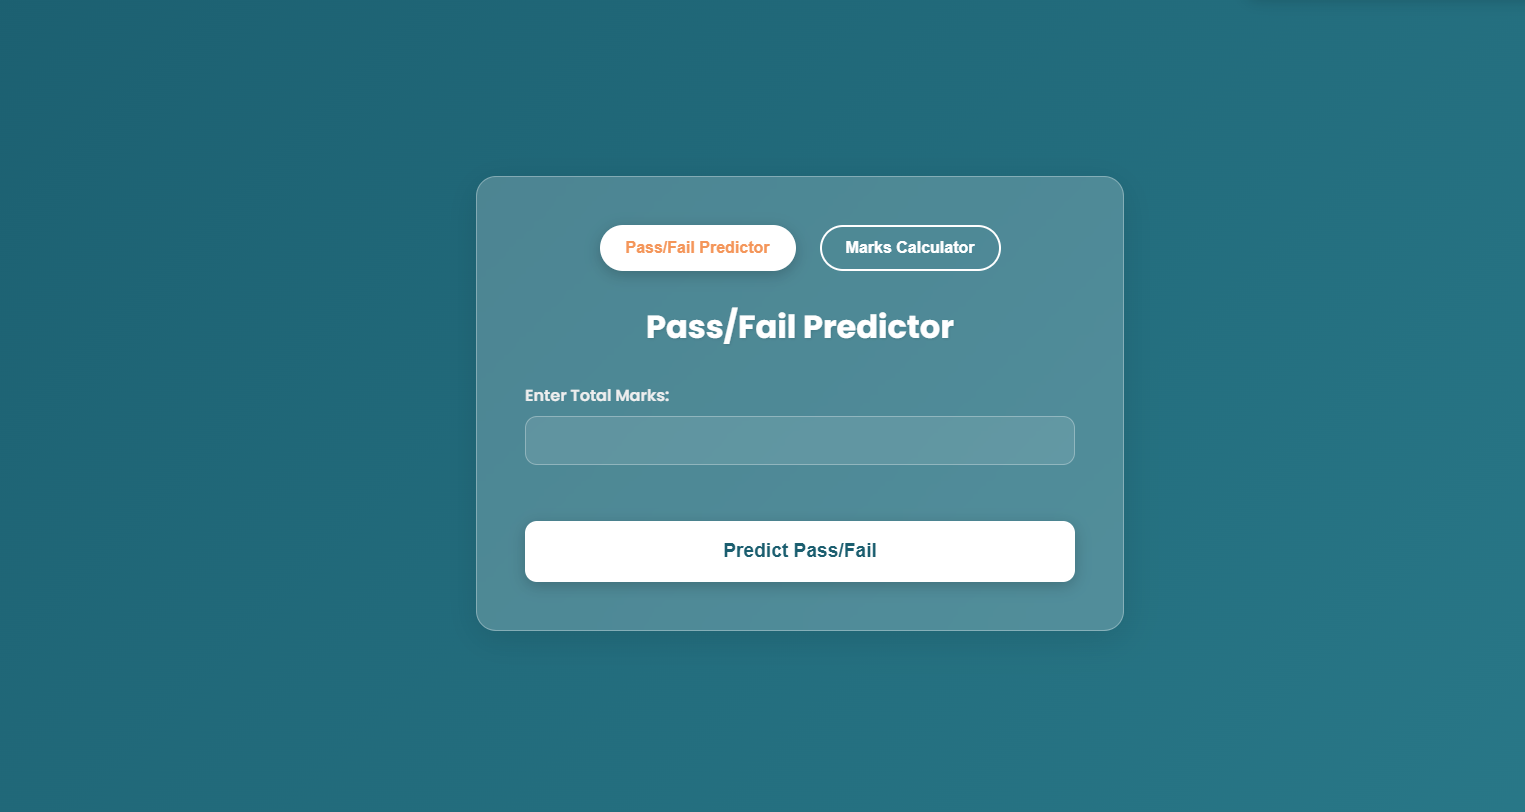 Pass/Fail Predictor
Marks Calculator
Pass/Fail Predictor
Enter Total Marks:
Predict Pass/Fail